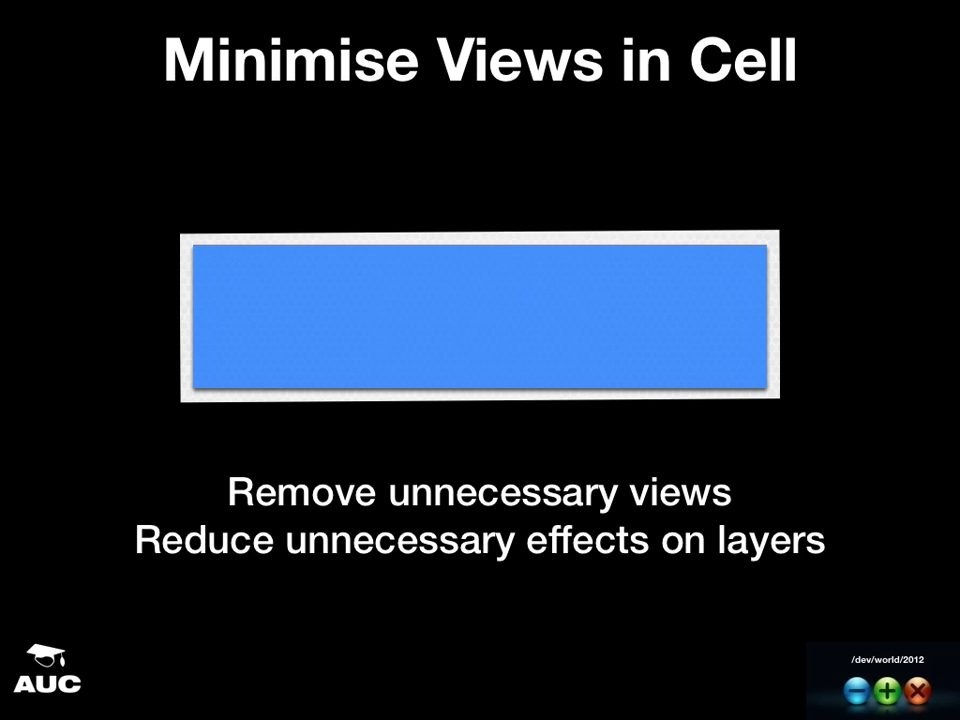 Minimise Views in Cell
Remove unnecessary views
Reduce unnecessary effects on layers
AUC
/dev/world/2012